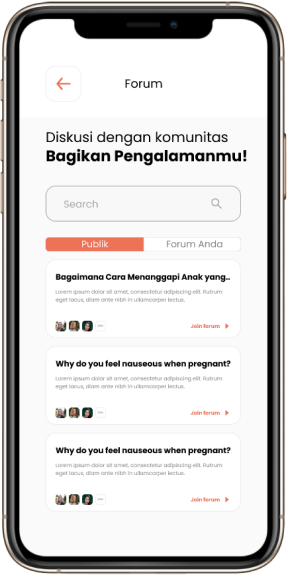 Forum
Diskusi dengan komunitas
Bagikan Pengalamanmu!
Search
Publik
Forum Anda
Bagaimana Cara Menanggapi Anak yang..
Lorem ipsum dolor sit amet, consectetur adipiscing elit. Rutrum
eget lacus, diam ante nibh in ullamcorper lectus.
Join forum
Why do you feel nauseous when pregnant?
Lorem ipsum dolor sit amet, consectetur adipiscing elit. Rutrum
eget lacus, diam ante nibh in ullamcorper lectus.
Join forum
Why do you feel nauseous when pregnant?
Lorem ipsum dolor sit amet, consectetur adipiscing elit. Rutrum
eget lacus, diam ante nibh in ullamcorper lectus.
Join forum